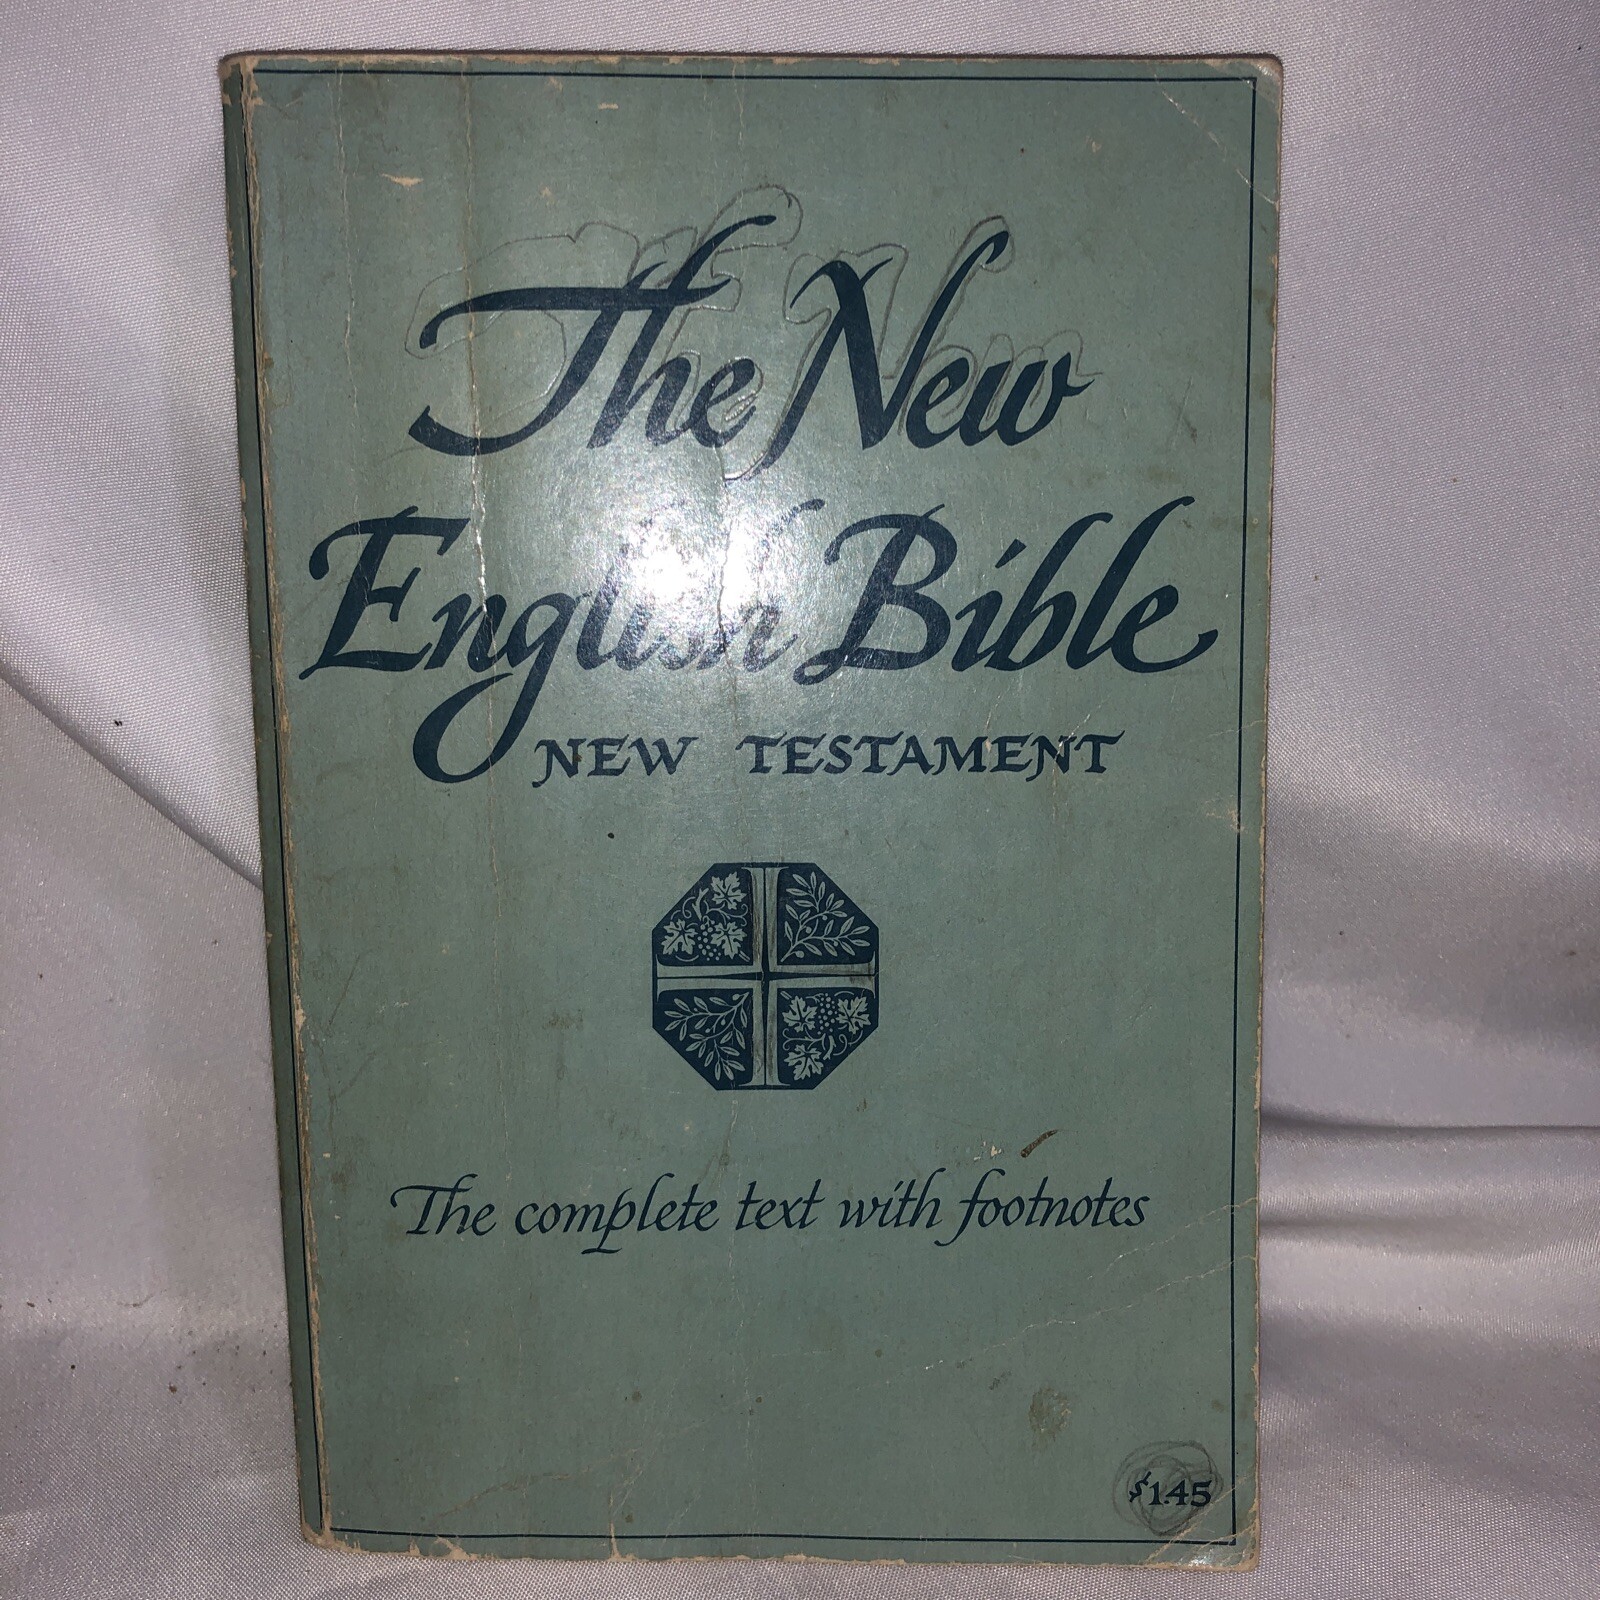 The New
English Bible
NEW TESTAMENT
The complete text with footnotes
$1.45